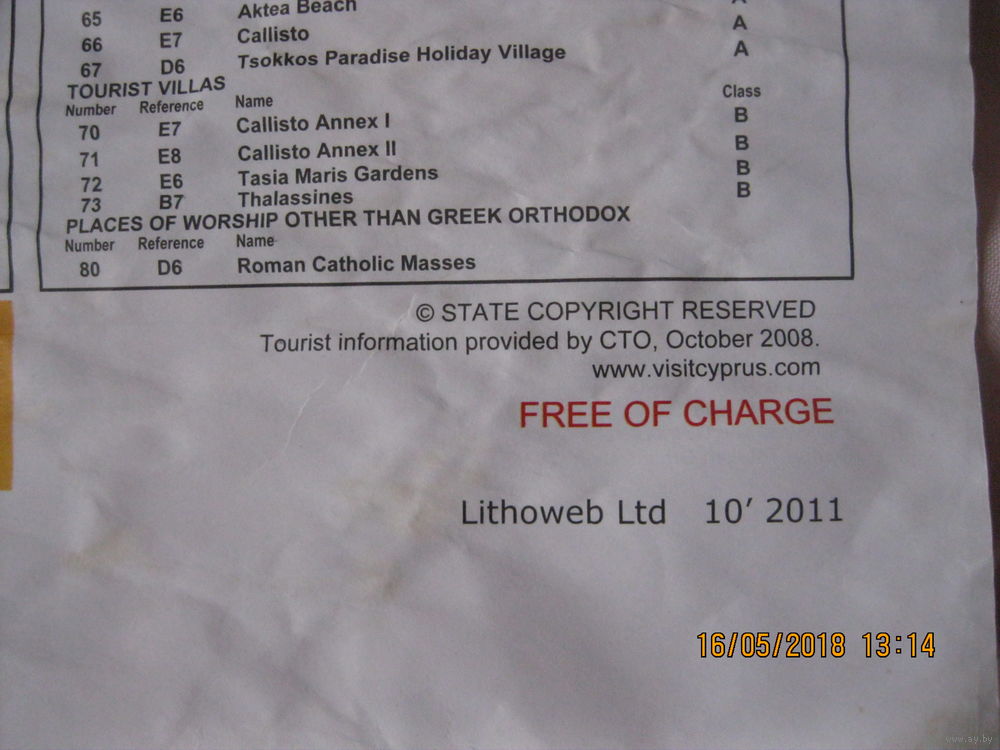 65 E6 Aktea Beach A
66 E7 Callisto A
67 D6 Tsokkos Paradise Holiday Village A
TOURIST VILLAS
Number Reference Name Class
70 E7 Callisto Annex I B
71 E8 Callisto Annex II B
72 E6 Tasia Maris Gardens B
73 B7 Thalassines B
PLACES OF WORSHIP OTHER THAN GREEK ORTHODOX
Number Reference Name
80 D6 Roman Catholic Masses
© STATE COPYRIGHT RESERVED
Tourist information provided by CTO, October 2008.
www.visitcyprus.com
FREE OF CHARGE
Lithoweb Ltd 10’ 2011
16/05/2018 13:14
www.ay.by